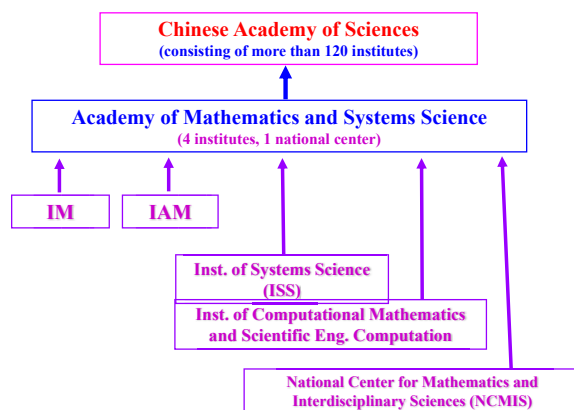 Chinese Academy of Sciences
(consisting of more than 120 institutes)
Academy of Mathematics and Systems Science
(4 institutes, 1 national center)
IM
IAM
Inst. of Systems Science
(ISS)
Inst. of Computational Mathematics
and Scientific Eng. Computation
National Center for Mathematics and
Interdisciplinary Sciences (NCMIS)